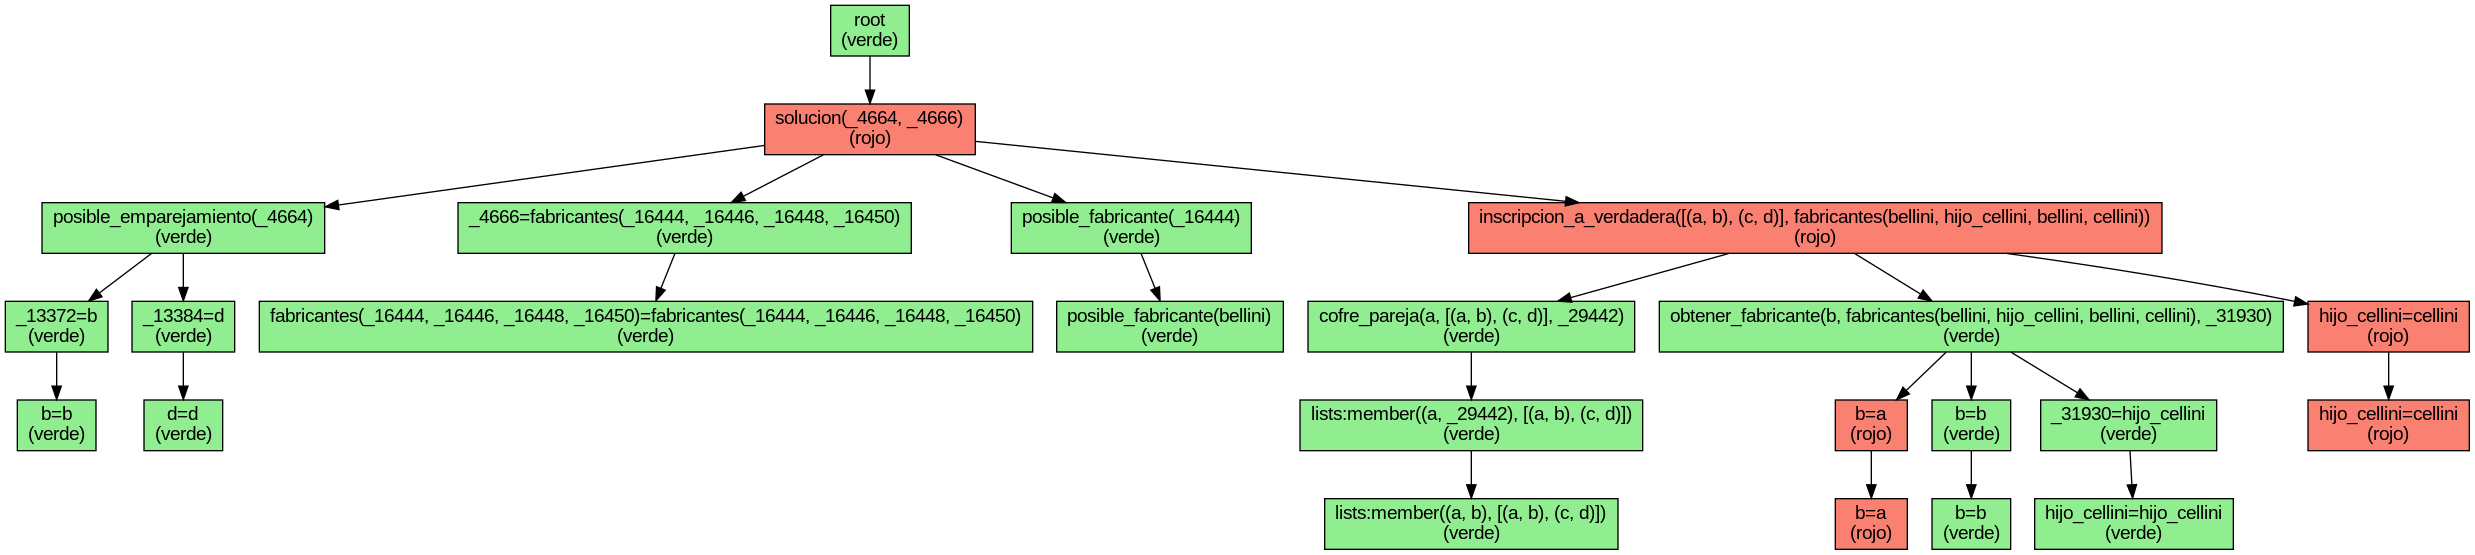 root
(verde)
solucion(_4664, _4666)
(rojo)
posible_emparejamiento(_4664)
(verde)
_4666=fabricantes(_16444, _16446, _16448, _16450)
(verde)
posible_fabricante(_16444)
(verde)
inscripcion_a_verdadera([(a, b), (c, d)], fabricantes(bellini, hijo_cellini, bellini, cellini))
(rojo)
_13372=b
(verde)
_13384=d
(verde)
fabricantes(_16444, _16446, _16448, _16450)=fabricantes(_16444, _16446, _16448, _16450)
(verde)
posible_fabricante(bellini)
(verde)
cofre_pareja(a, [(a, b), (c, d)], _29442)
(verde)
obtener_fabricante(b, fabricantes(bellini, hijo_cellini, bellini, cellini), _31930)
(verde)
hijo_cellini=cellini
(rojo)
b=b
(verde)
d=d
(verde)
lists:member((a, _29442), [(a, b), (c, d)])
(verde)
b=a
(rojo)
b=b
(verde)
_31930=hijo_cellini
(verde)
hijo_cellini=cellini
(rojo)
lists:member((a, b), [(a, b), (c, d)])
(verde)
b=a
(rojo)
b=b
(verde)
hijo_cellini=hijo_cellini
(verde)